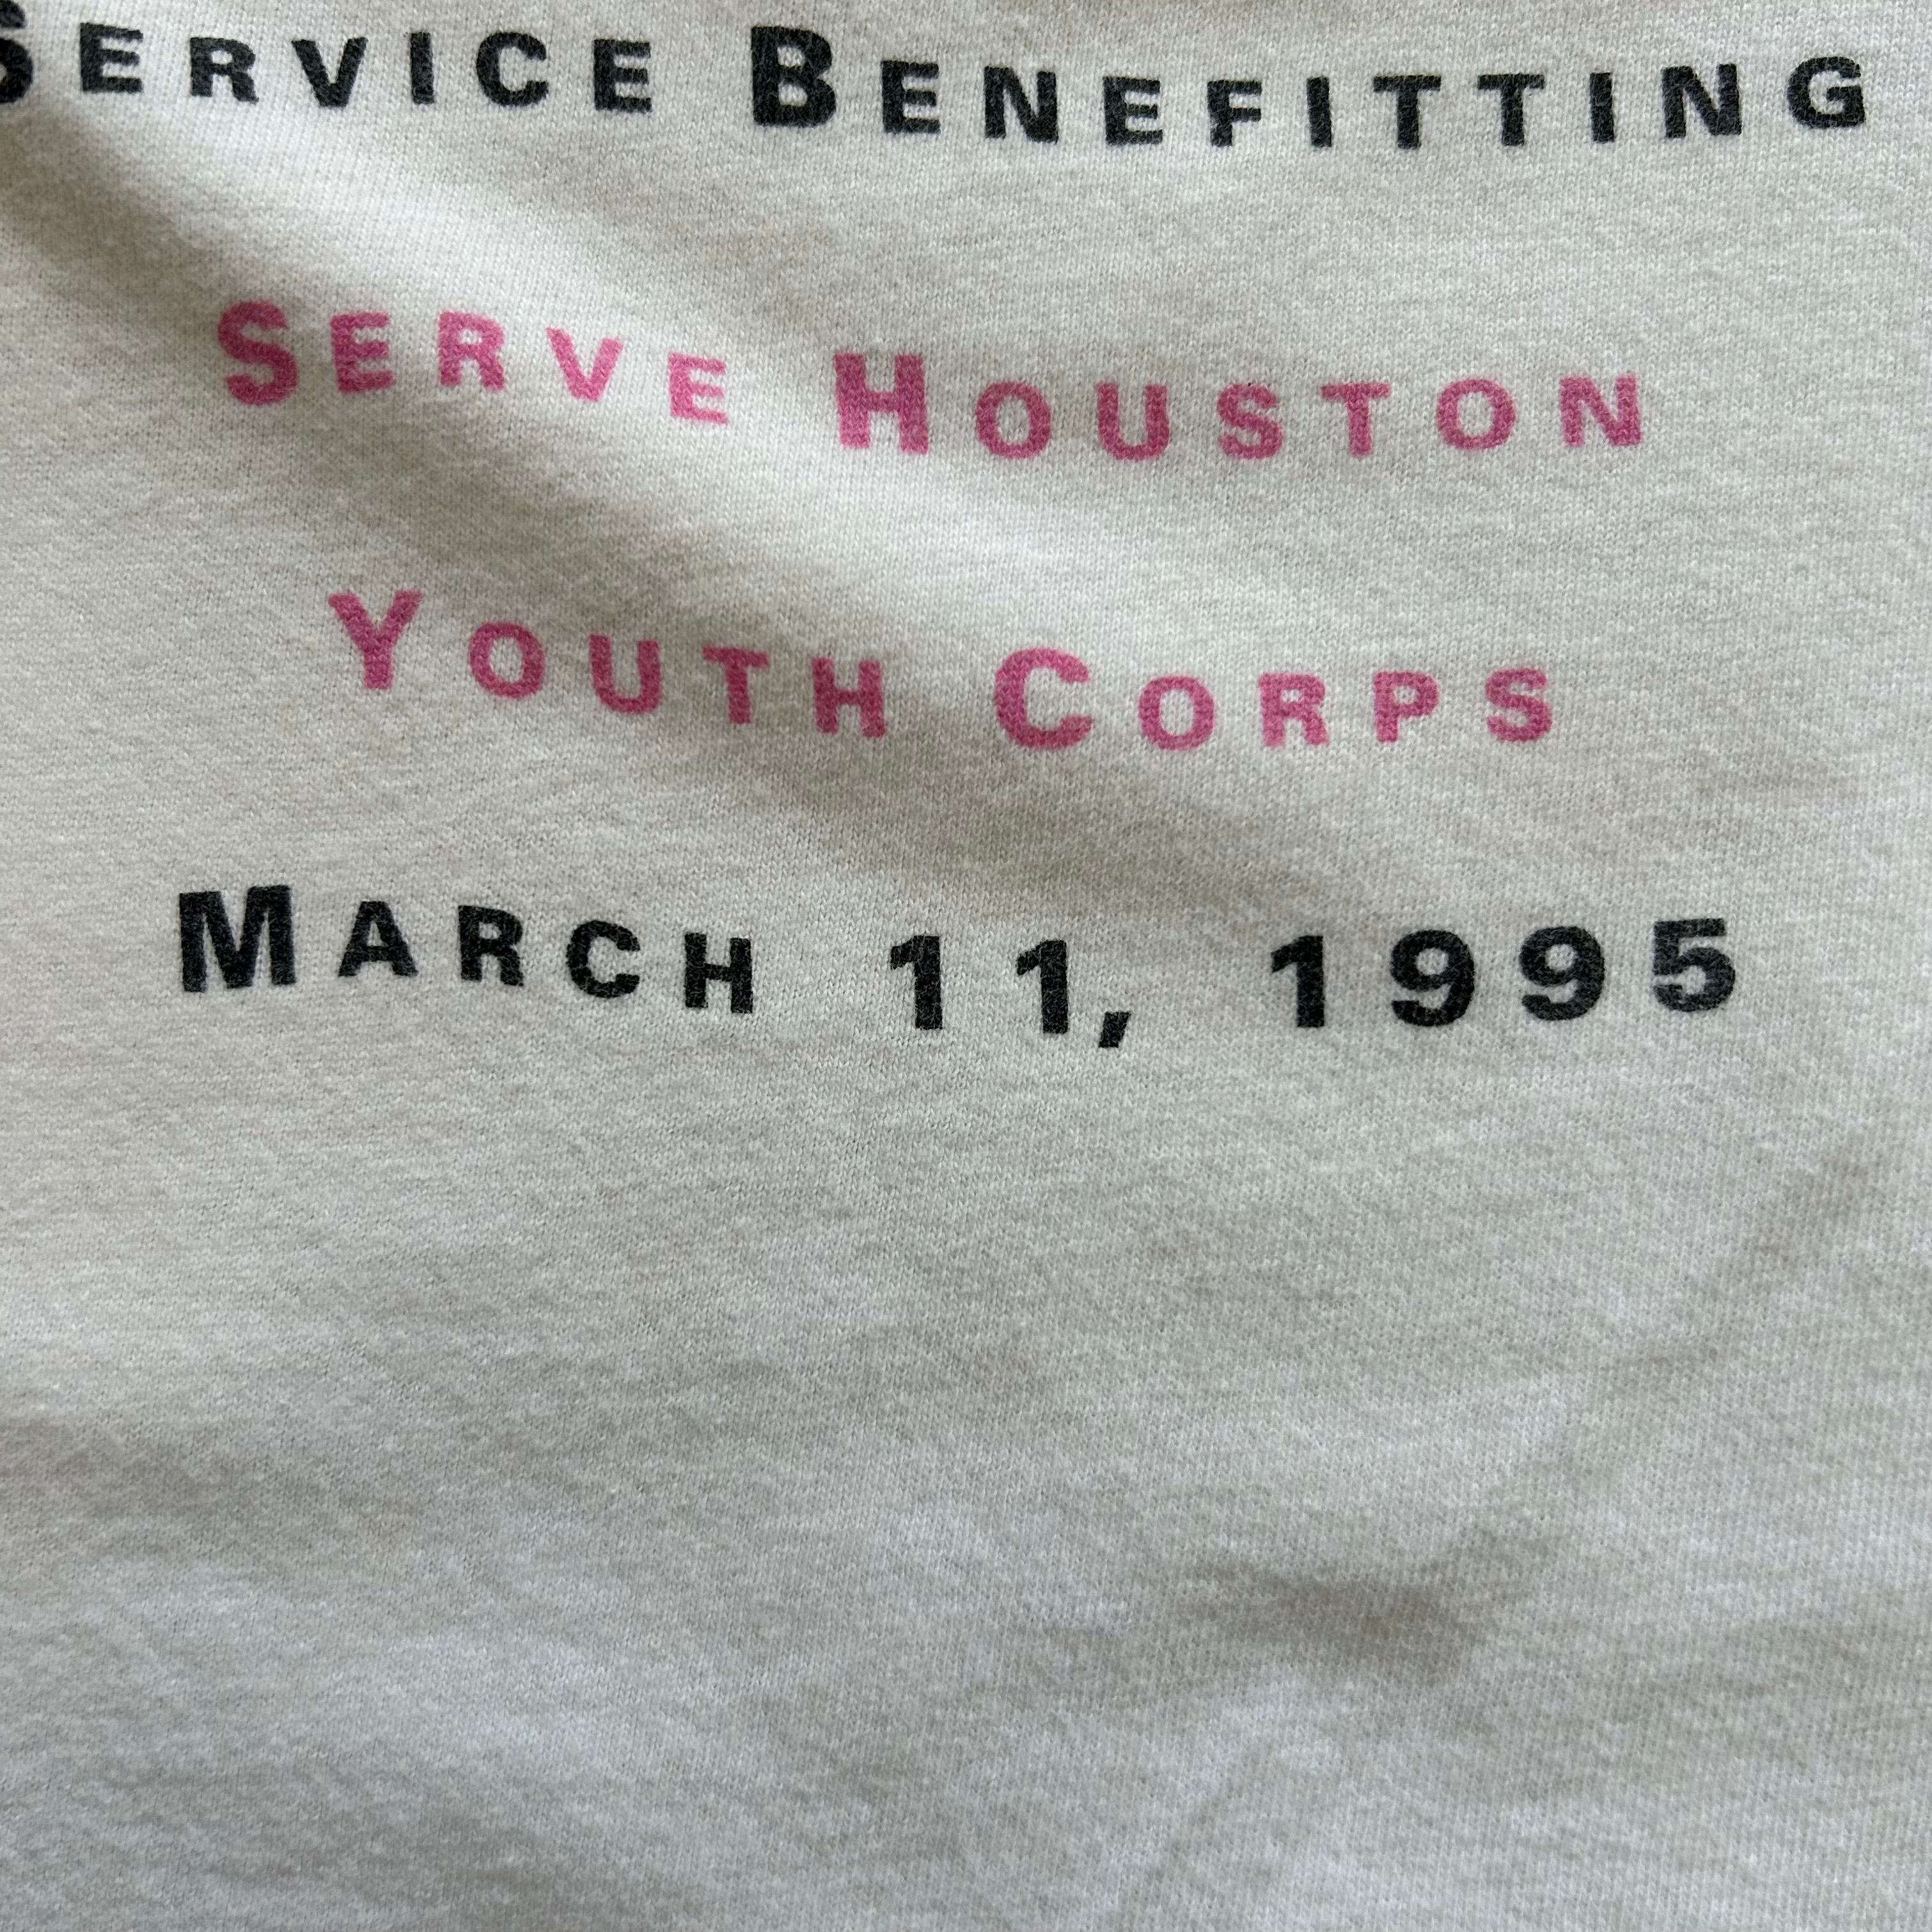 SERVICE BENEFITTING
SERVE HOUSTON
YOUTH CORPS
MARCH 11, 1995